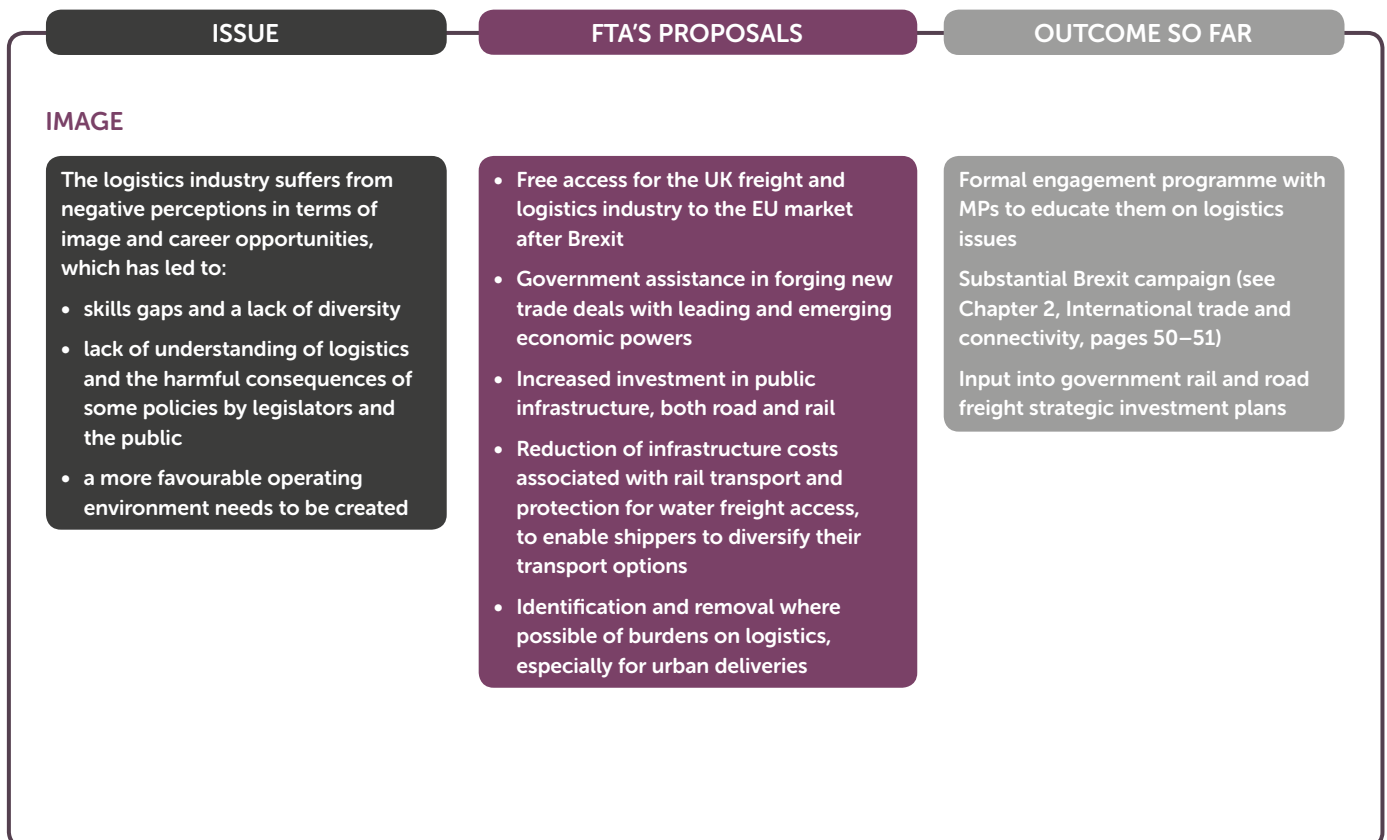 ISSUE
FTA'S PROPOSALS
OUTCOME SO FAR
IMAGE
The logistics industry suffers from
negative perceptions in terms of
image and career opportunities,
which has led to:
• skills gaps and a lack of diversity
• lack of understanding of logistics
and the harmful consequences of
some policies by legislators and
the public
• a more favourable operating
environment needs to be created
• Free access for the UK freight and
logistics industry to the EU market
after Brexit
• Government assistance in forging new
trade deals with leading and emerging
economic powers
• Increased investment in public
infrastructure, both road and rail
• Reduction of infrastructure costs
associated with rail transport and
protection for water freight access,
to enable shippers to diversify their
transport options
• Identification and removal where
possible of burdens on logistics,
especially for urban deliveries
Formal engagement programme with
MPs to educate them on logistics
issues
Substantial Brexit campaign (see
Chapter 2, International trade and
connectivity, pages 50–51)
Input into government rail and road
freight strategic investment plans